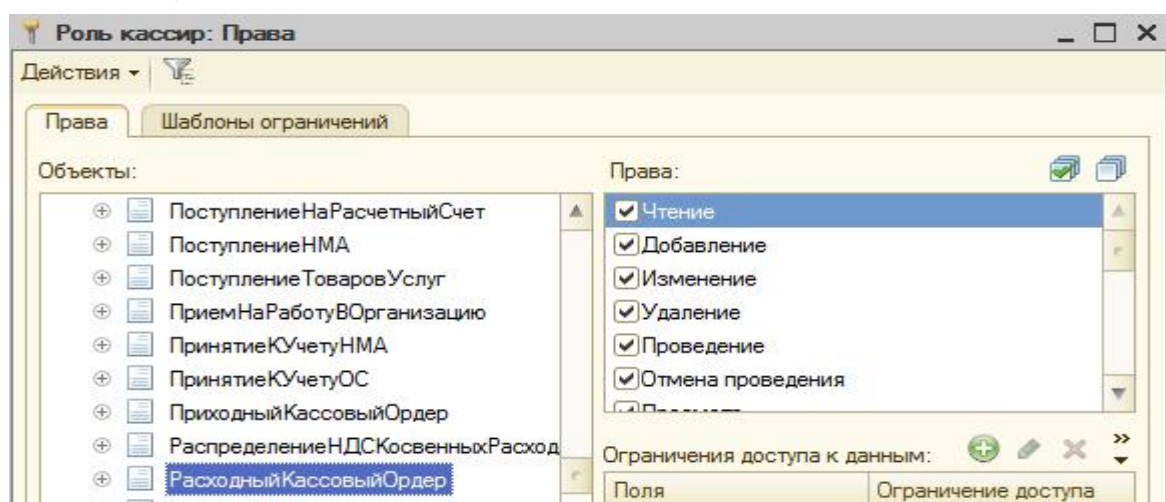 Роль кассир: Права
Действия
Права Шаблоны ограничений
Объекты: Права:
ПоступлениеНаРасчетныйСчет Чтение
ПоступлениеНМА Добавление
ПоступлениеТоваровУслуг Изменение
ПриемНаРаботуВОрганизацию Удаление
ПринятиеКУчетуНМА Проведение
ПринятиеКУчетуОС Отмена проведения
ПриходныйКассовыйОрдер
РаспределениеНДСКосвенныхРасход Ограничения доступа к данным:
РасходныйКассовыйОрдер Поля Ограничение доступа